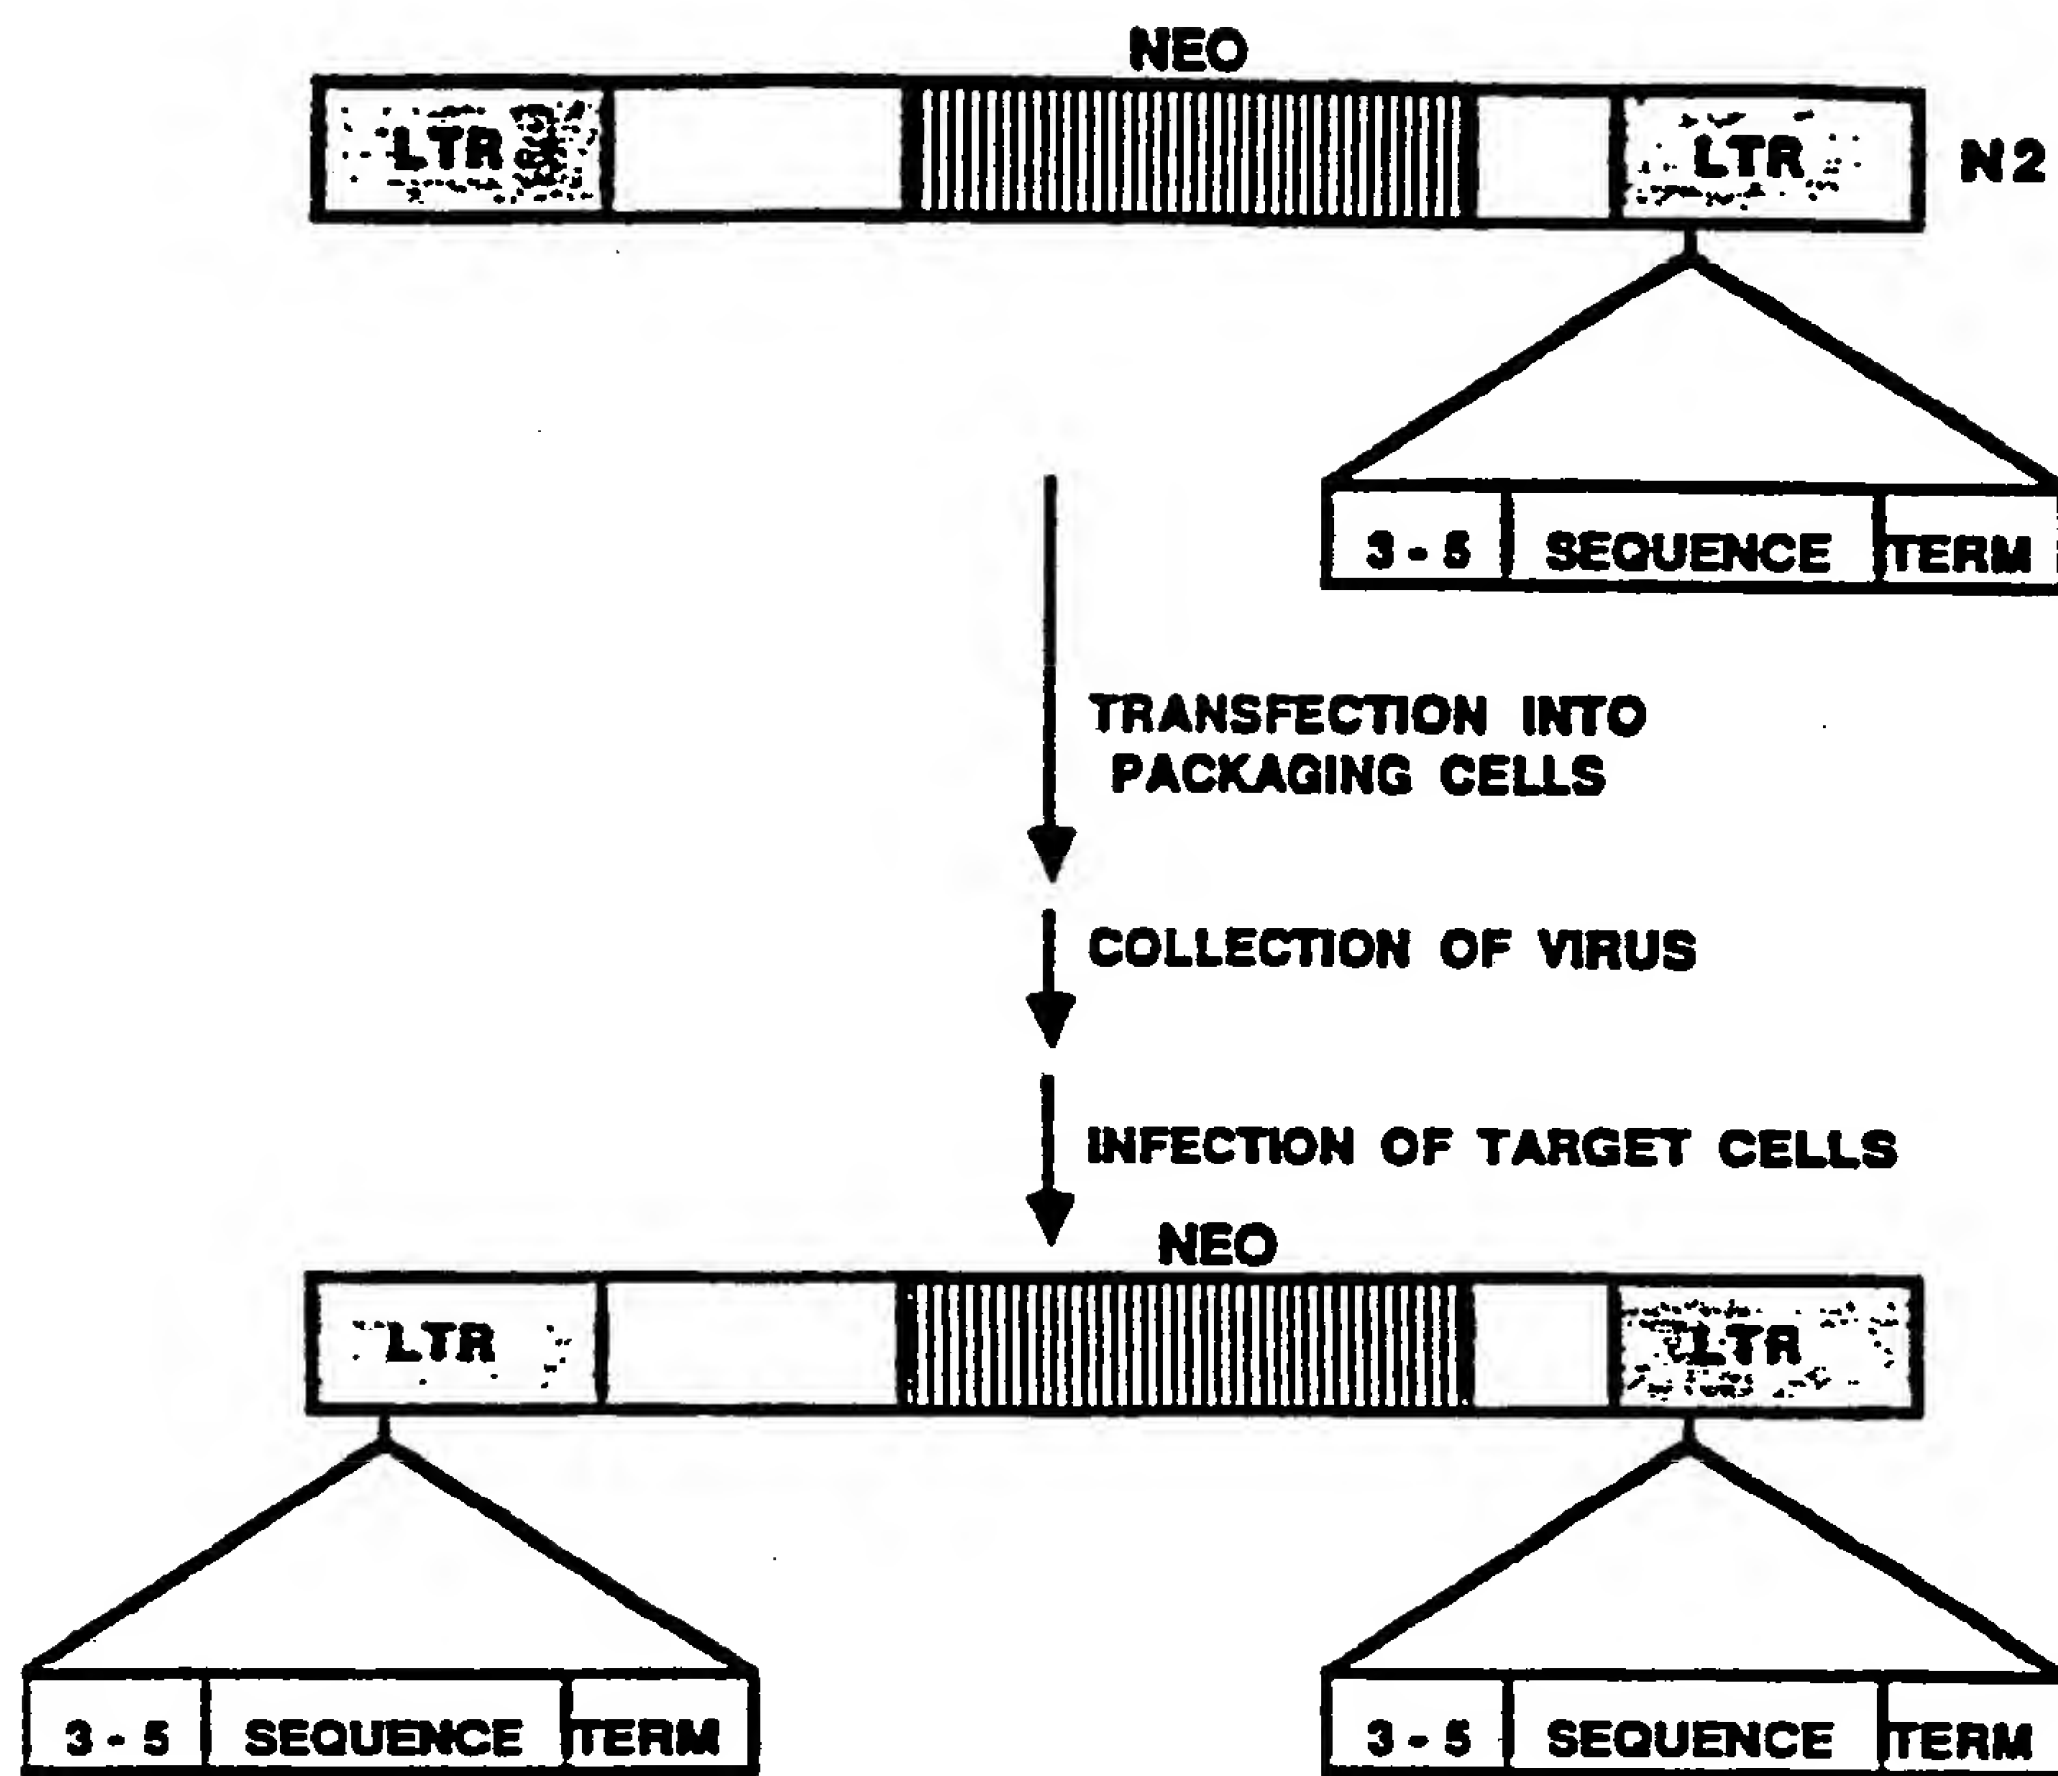 NEO
LTR LTR N2
3 - 5 SEQUENCE TERM
TRANSFECTION INTO
PACKAGING CELLS
COLLECTION OF VIRUS
INFECTION OF TARGET CELLS
NEO
LTR LTR
3 - 5 SEQUENCE TERM 3 - 5 SEQUENCE TERM